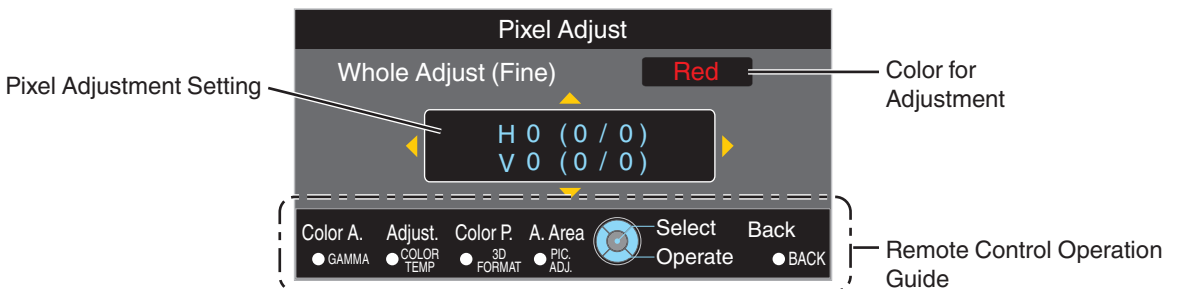 Pixel Adjust
Whole Adjust (Fine) Red
Pixel Adjustment Setting
Color for
Adjustment
H 0 (0 / 0)
V 0 (0 / 0)
Color A. Adjust. Color P. A. Area Select Back
GAMMA COLOR TEMP 3D FORMAT PIC. ADJ. Operate BACK
Remote Control Operation
Guide